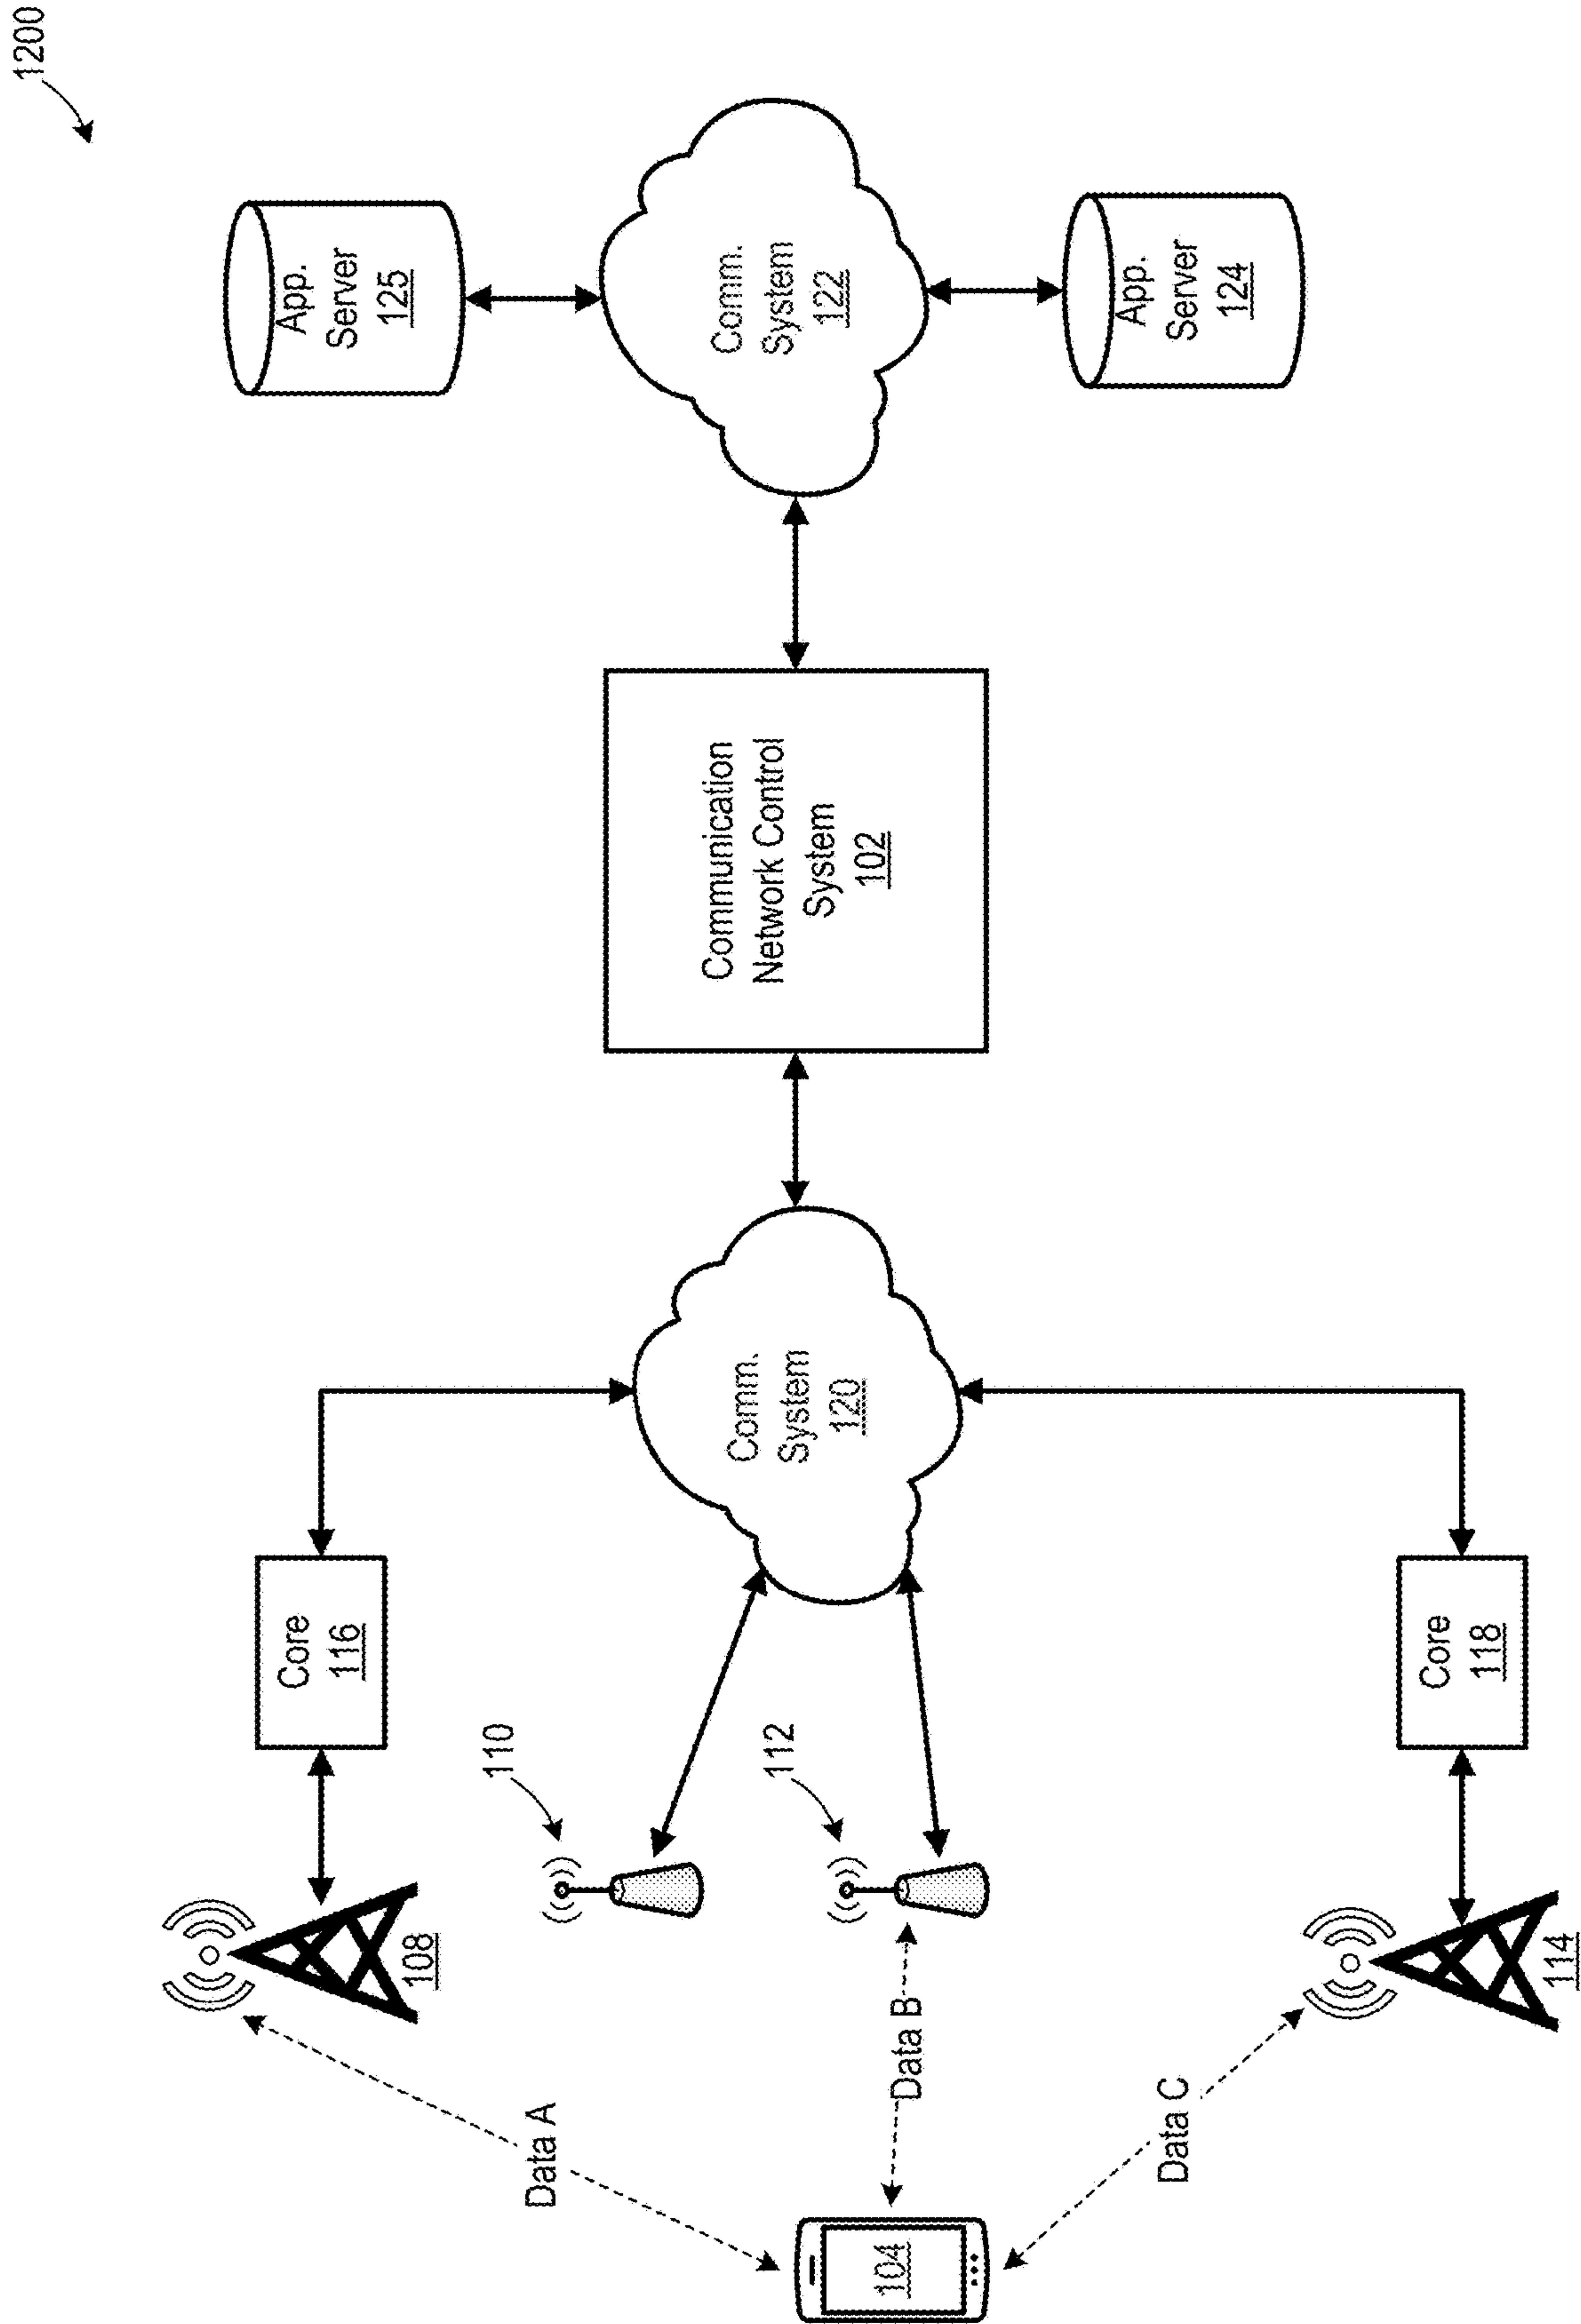 1200
108
Core
116
App.
Server
125
Data A
110
104
Data B
112
Comm.
System
120
Communication
Network Control
System
102
Comm.
System
122
Data C
114
Core
118
App.
Server
124